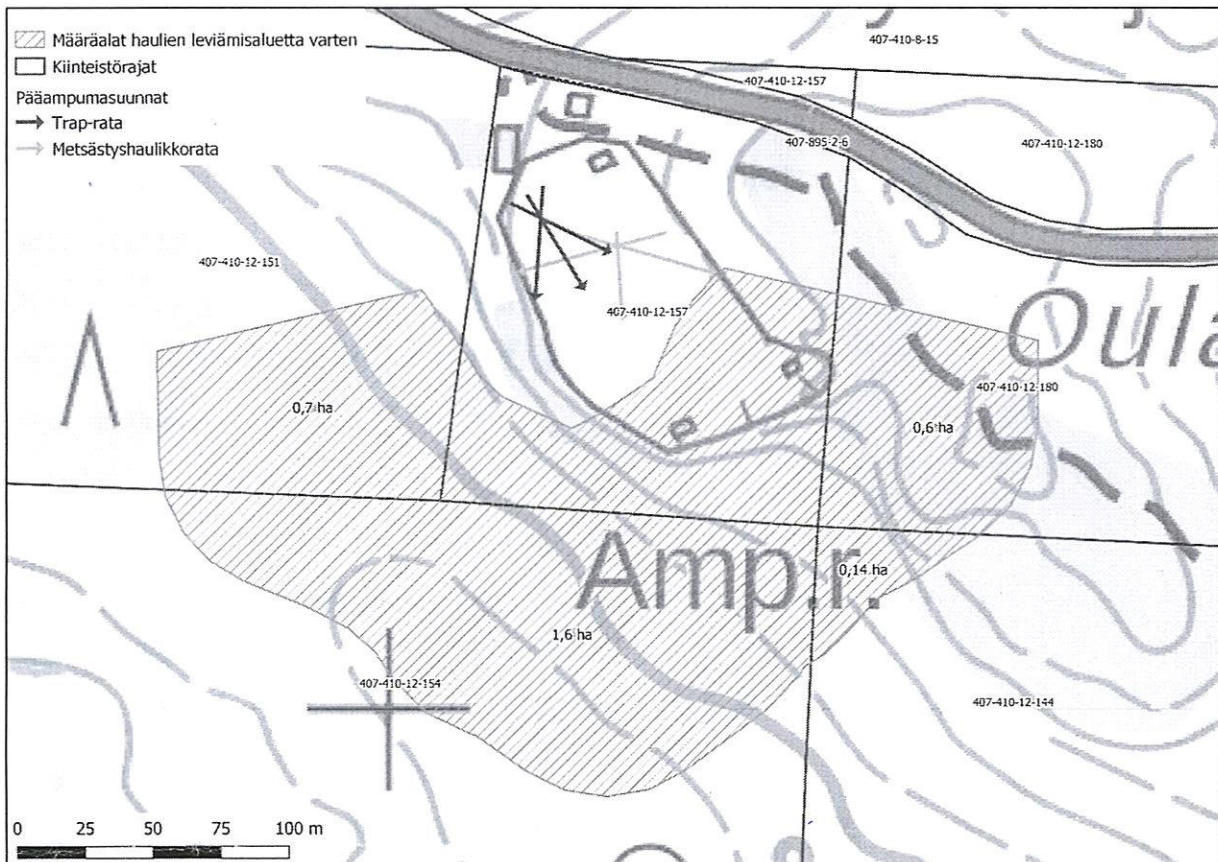 Määräalat haulien leviämisaluetta varten
Kiinteistörajat
Pääampumasuunnat
Trap-rata
Metsästyshaulikkorata
407-410-8-15
407-410-12-157
407-895-2-6
407-410-12-180
407-410-12-151
407-410-12-157
Oula
407-410-12-180
0,7 ha
0,6 ha
Amp.r.
0,14 ha
1,6 ha
407-410-12-154
407-410-12-144
0 25 50 75 100 m